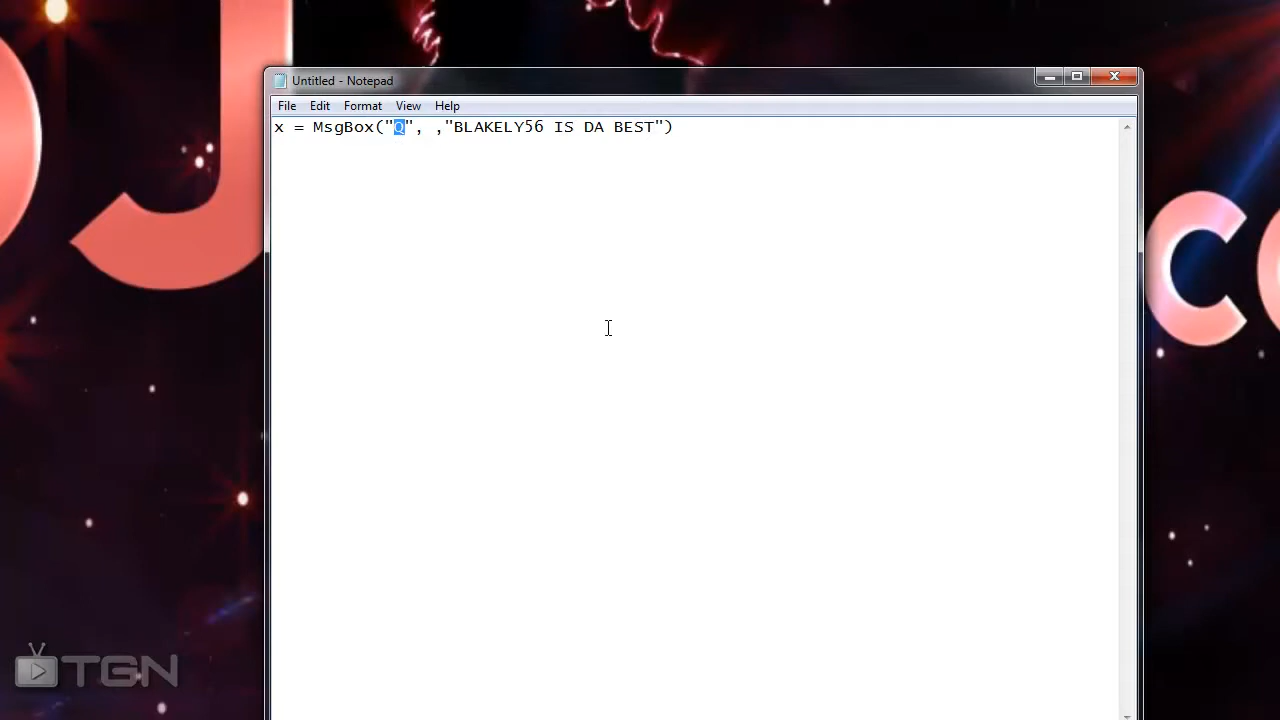 Untitled - Notepad
File Edit Format View Help
x = MsgBox("Q", ,"BLAKELY56 IS DA BEST")
TGN